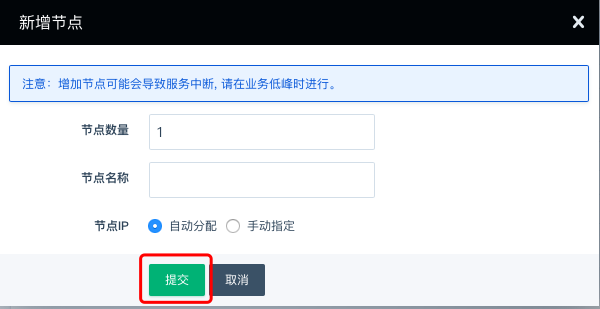 新增节点
注意：增加节点可能会导致服务中断, 请在业务低峰时进行。
节点数量 1
节点名称
节点IP 自动分配 手动指定
提交 取消